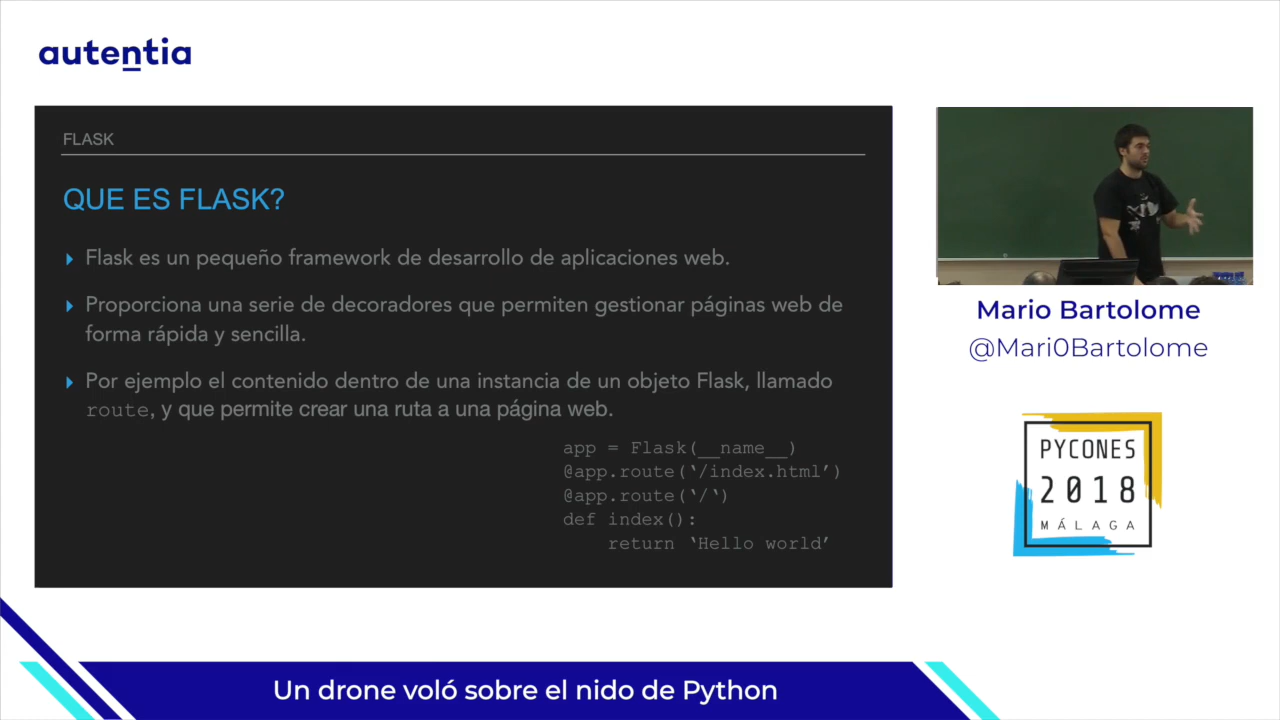 autentia
FLASK
QUE ES FLASK?
Flask es un pequeño framework de desarrollo de aplicaciones web.
Proporciona una serie de decoradores que permiten gestionar páginas web de
forma rápida y sencilla.
Por ejemplo el contenido dentro de una instancia de un objeto Flask, llamado
route, y que permite crear una ruta a una página web.
app = Flask(__name__)
@app.route(‘/index.html’)
@app.route(‘/‘)
def index():
    return ‘Hello world’
Mario Bartolome
@Mari0Bartolome
PYCONES
2018
MÁLAGA
Un drone voló sobre el nido de Python